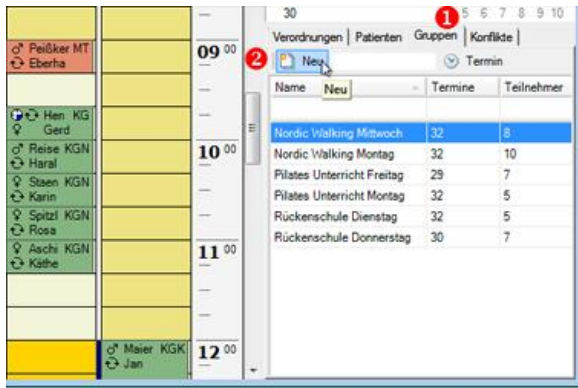 ♂ Peißker MT
Eberha
Hen KG
♀ Gerd
♂ Reise KGN
Haral
♀ Staen KGN
Karin
♀ Spitzl KGN
Rosa
♀ Aschi KGN
Käthe
♂ Maier KGK
Jan
09 00
10 00
11 00
12 00
30
5 6 7 8 9 10
1
Verordnungen | Patienten | Gruppen | Konflikte
2 Neu Termin
Name Neu Termine Teilnehmer
Nordic Walking Mittwoch 32 8
Nordic Walking Montag 32 10
Pilates Unterricht Freitag 29 7
Pilates Unterricht Montag 32 5
Rückenschule Dienstag 32 5
Rückenschule Donnerstag 30 7